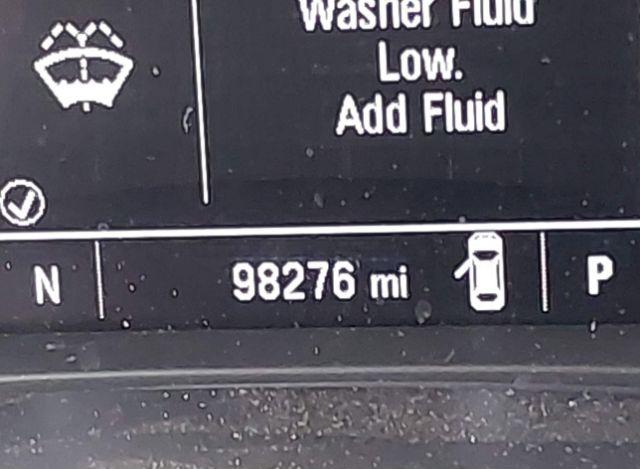 Washer Fluid
Low.
Add Fluid
N 98276 mi P